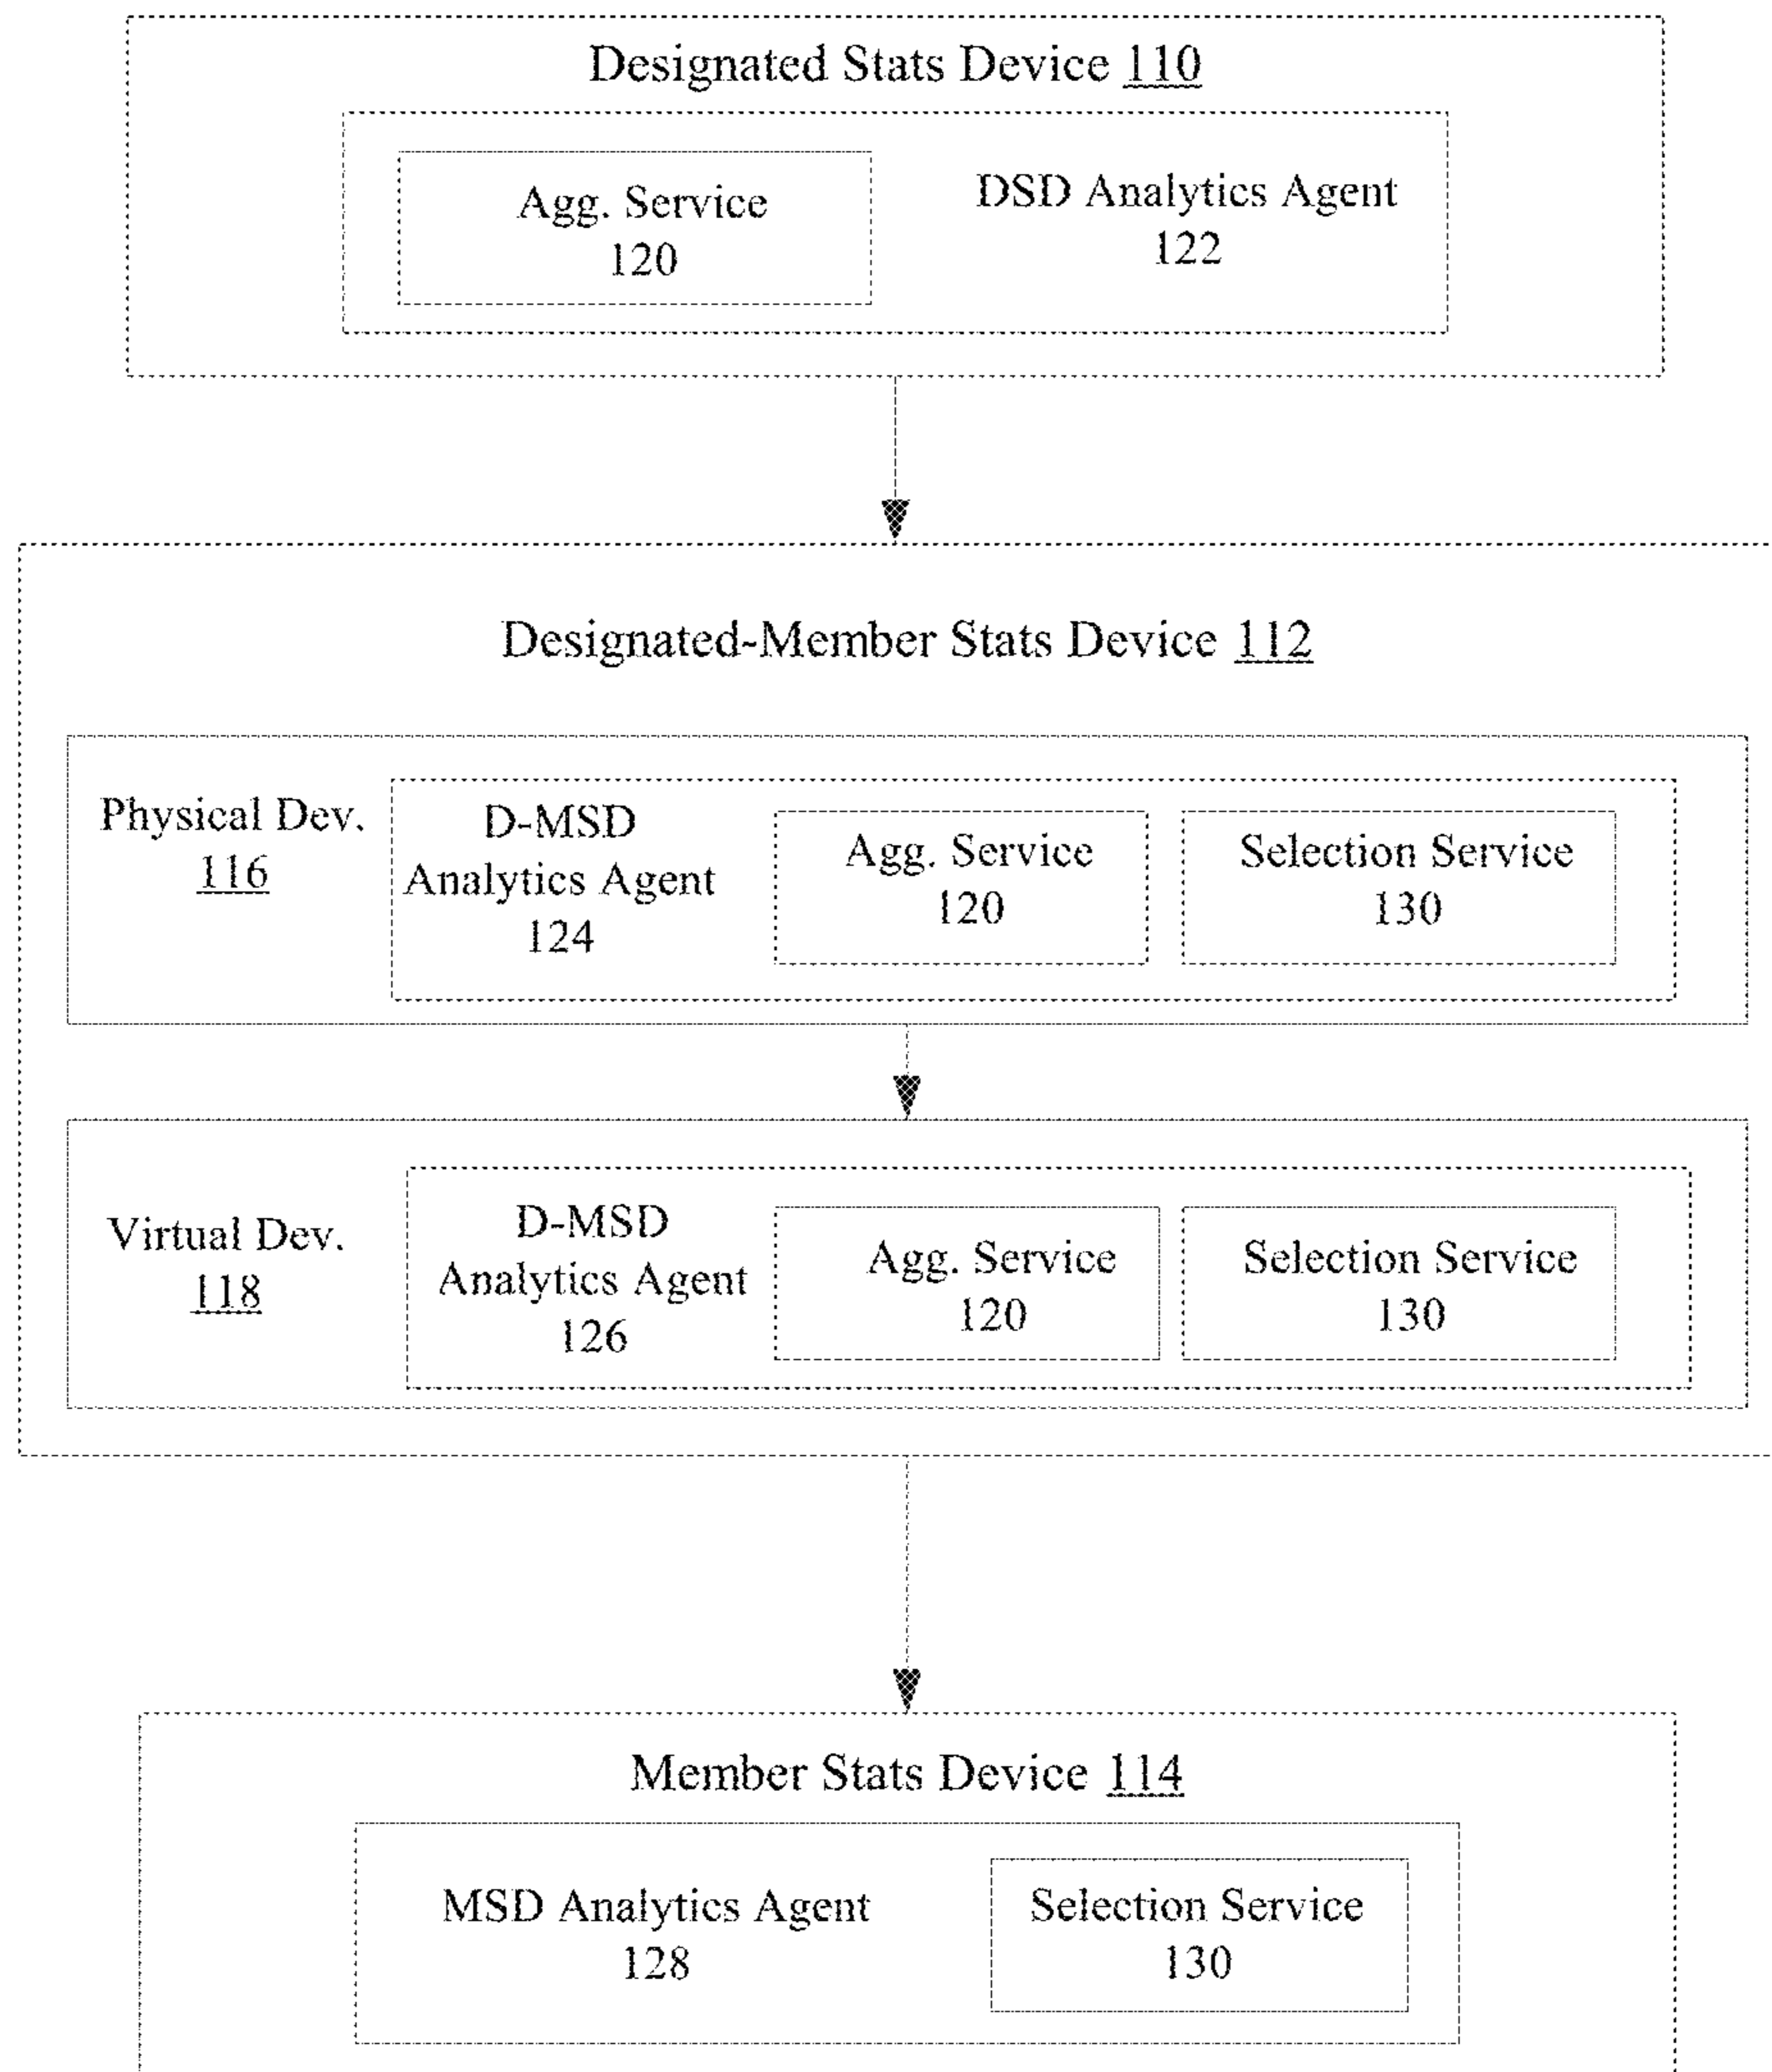 Designated Stats Device 110
Agg. Service
120
DSD Analytics Agent
122
Designated-Member Stats Device 112
Physical Dev.
116
D-MSD
Analytics Agent
124
Agg. Service
120
Selection Service
130
Virtual Dev.
118
D-MSD
Analytics Agent
126
Agg. Service
120
Selection Service
130
Member Stats Device 114
MSD Analytics Agent
128
Selection Service
130